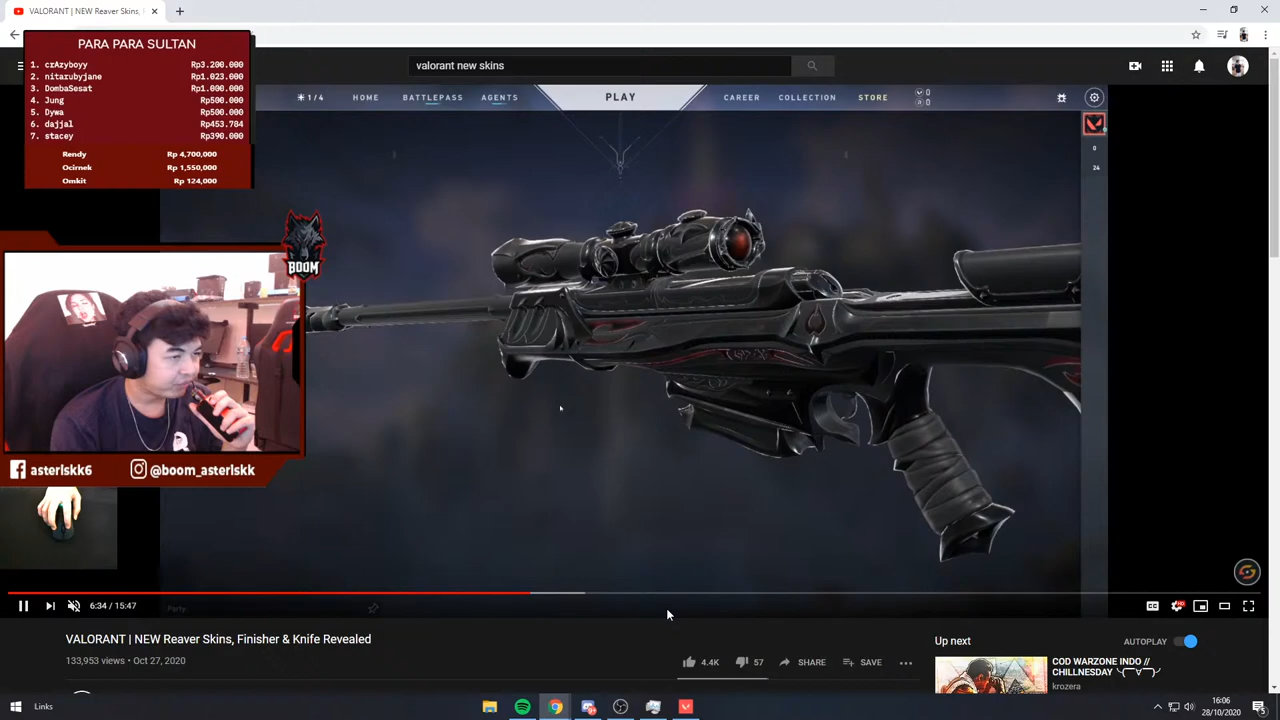 VALORANT | NEW Reaver Skins, F
valorant new skins
PARA PARA SULTAN
1. crAzyboyy Rp3.200.000
2. nitarubyjane Rp1.023.000
3. DombaSesat Rp1.000.000
4. Jung Rp500.000
5. Dywa Rp500.000
6. dajjal Rp453.784
7. stacey Rp390.000
Rendy Rp 4,700,000
Ocirnek Rp 1,550,000
Omkit Rp 124,000
1 / 4 HOME BATTLEPASS AGENTS PLAY CAREER COLLECTION STORE 0
0
0
24
BOOM
asteriskk6 @boom_asteriskk
6:34 / 15:47
Party
CC HD
VALORANT | NEW Reaver Skins, Finisher & Knife Revealed
133,953 views • Oct 27, 2020
4.4K 57 SHARE SAVE
Up next AUTOPLAY
COD WARZONE INDO //
CHILLNESDAY
krozera
Links
16:06
28/10/2020
5